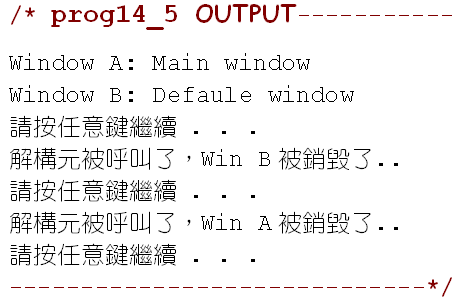 /* prog14_5 OUTPUT-----------
Window A: Main window
Window B: Defaule window
請按任意鍵繼續 . . .
解構元被呼叫了，Win B被銷毀了..
請按任意鍵繼續 . . .
解構元被呼叫了，Win A被銷毀了..
請按任意鍵繼續 . . .
-----------------------------*/